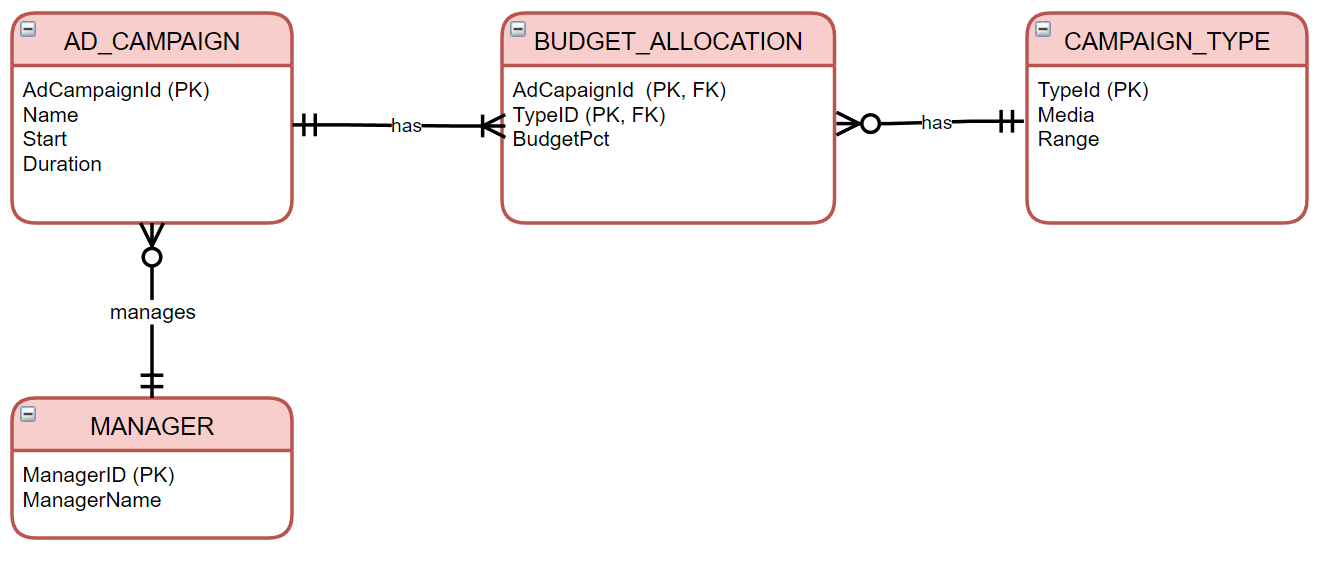 AD_CAMPAIGN
AdCampaignId (PK)
Name
Start
Duration
has
BUDGET_ALLOCATION
AdCapaignId  (PK, FK)
TypeID (PK, FK)
BudgetPct
has
CAMPAIGN_TYPE
TypeId (PK)
Media
Range
manages
MANAGER
ManagerID (PK)
ManagerName